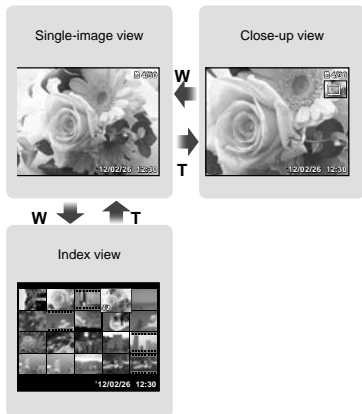 Single-image view
Close-up view
4/30
4/30
W
T
'12/02/26 12:30
'12/02/26 12:30
W
T
Index view
'12/02/26 12:30